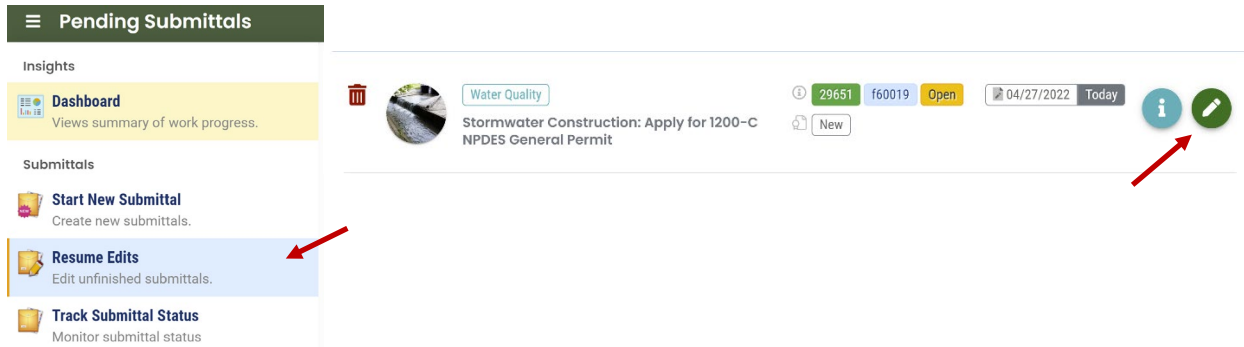 Pending Submittals
Insights
Dashboard
Views summary of work progress.
Submittals
Start New Submittal
Create new submittals.
Resume Edits
Edit unfinished submittals.
Track Submittal Status
Monitor submittal status
Water Quality
Stormwater Construction: Apply for 1200-C
NPDES General Permit
29651 f60019 Open
New
04/27/2022 Today